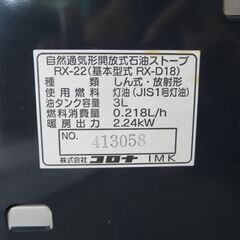 自然通気形開放式石油ストーブ
RX-22(基本型式 RX-D18)
種類 しん式・放射形
使用燃料 灯油(JIS1号灯油)
油タンク容量 3L
燃料消費量 0.218L/h
暖房出力 2.24kW
NO. 413058
株式会社 コロナ IMK